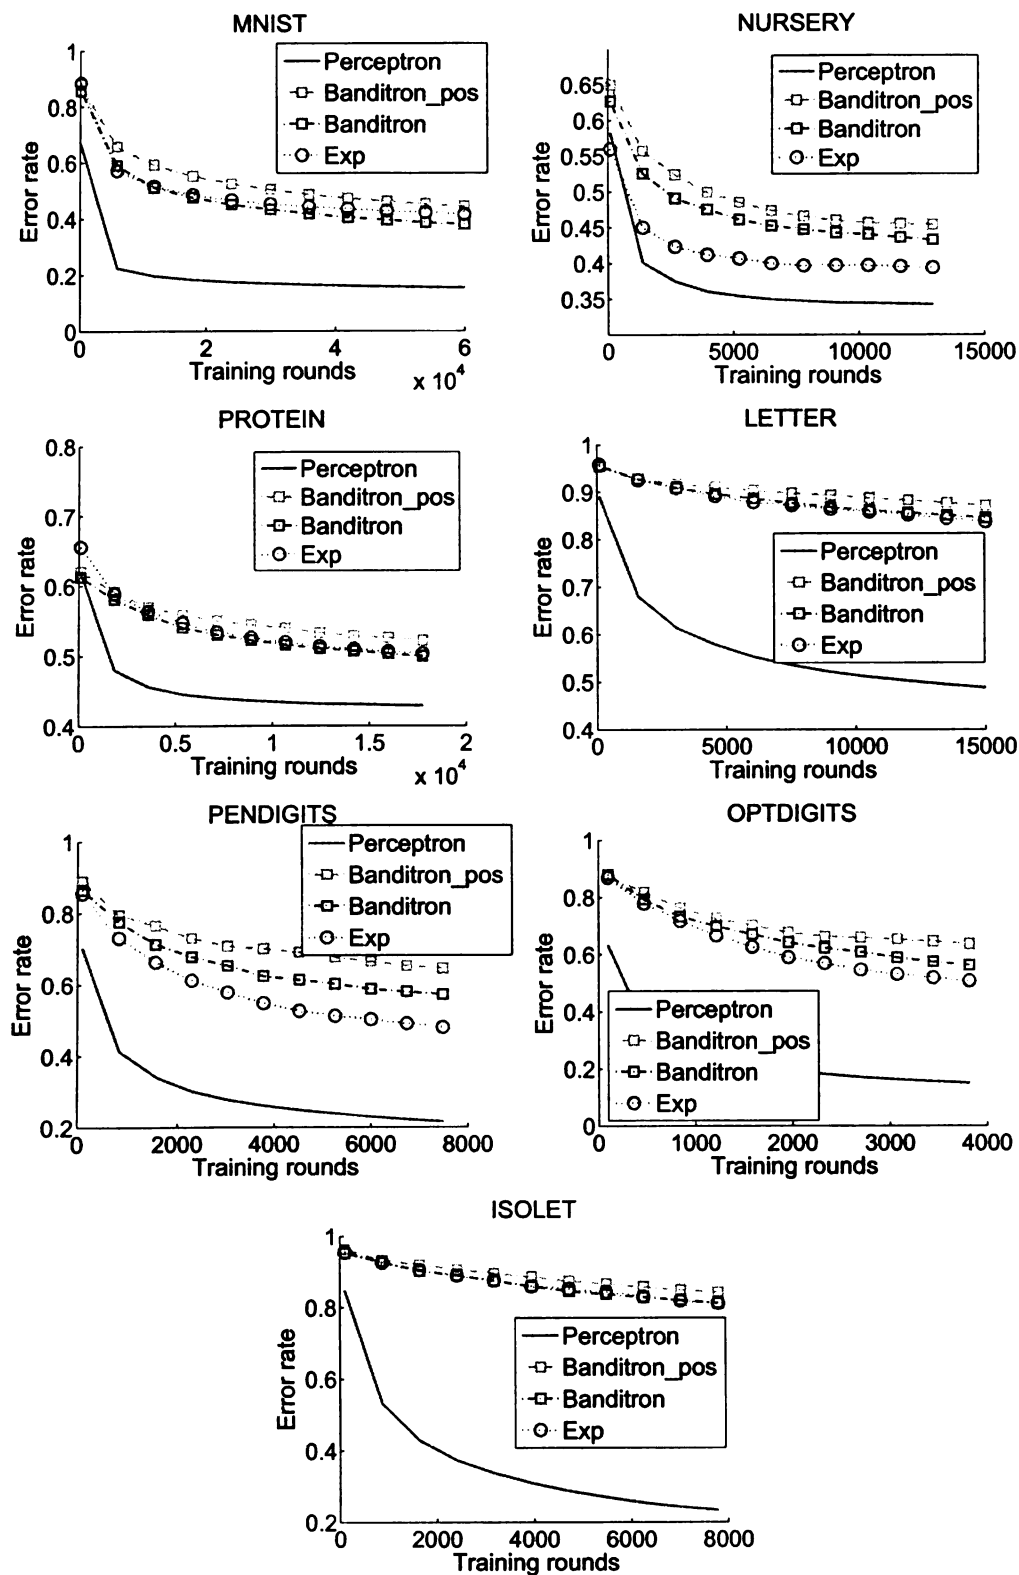 MNIST
1
0.8
0.6
0.4
0.2
0
Error rate
Perceptron
Banditron_pos
Banditron
Exp
0 2 4 6
Training rounds
x 10^4
NURSERY
0.65
0.6
0.55
0.5
0.45
0.4
0.35
Error rate
Perceptron
Banditron_pos
Banditron
Exp
0 5000 10000 15000
Training rounds
PROTEIN
0.8
0.7
0.6
0.5
0.4
Error rate
Perceptron
Banditron_pos
Banditron
Exp
0 0.5 1 1.5 2
Training rounds
x 10^4
LETTER
1
0.9
0.8
0.7
0.6
0.5
0.4
Error rate
Perceptron
Banditron_pos
Banditron
Exp
0 5000 10000 15000
Training rounds
PENDIGITS
1
0.8
0.6
0.4
0.2
Error rate
Perceptron
Banditron_pos
Banditron
Exp
0 2000 4000 6000 8000
Training rounds
OPTDIGITS
1
0.8
0.6
0.4
0.2
0
Error rate
Perceptron
Banditron_pos
Banditron
Exp
0 1000 2000 3000 4000
Training rounds
ISOLET
1
0.8
0.6
0.4
0.2
Error rate
Perceptron
Banditron_pos
Banditron
Exp
0 2000 4000 6000 8000
Training rounds